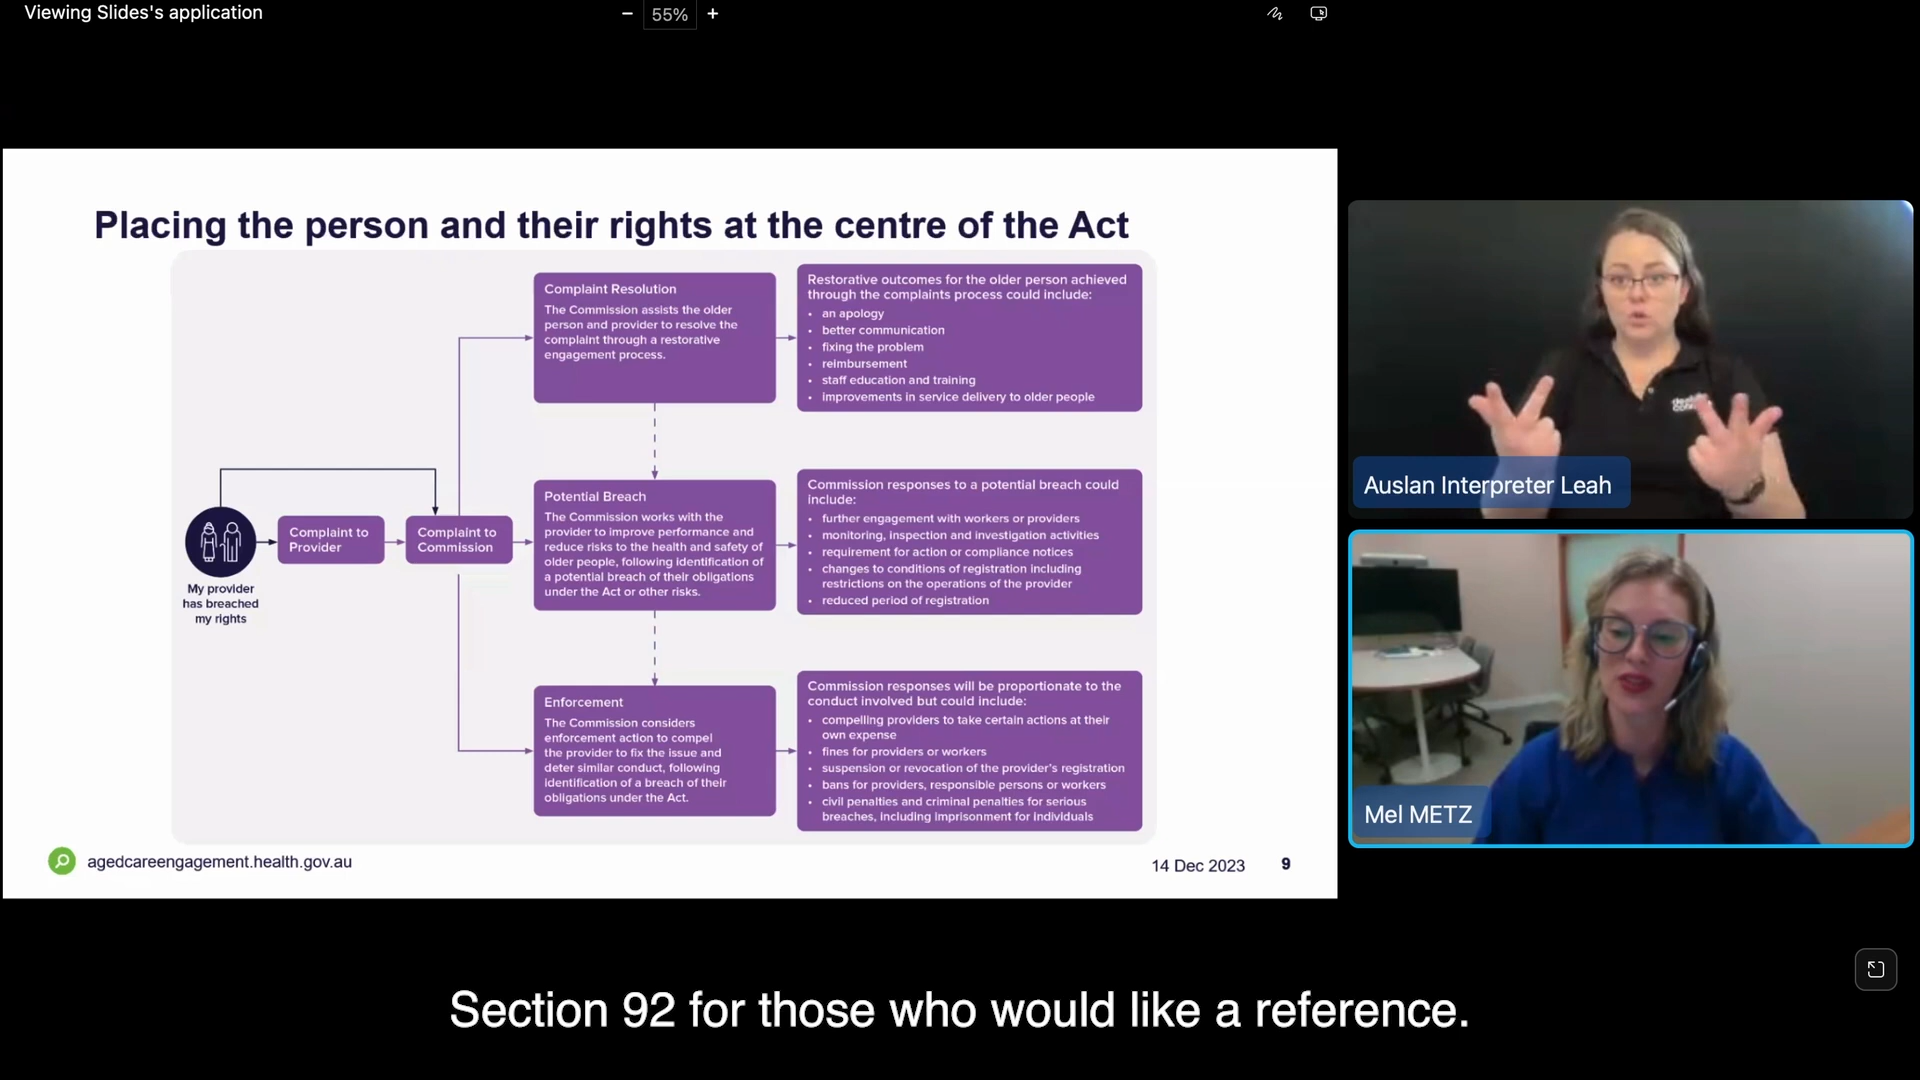 Viewing Slides's application
55%
Placing the person and their rights at the centre of the Act
My provider
has breached
my rights
Complaint to
Provider
Complaint to
Commission
Complaint Resolution
The Commission assists the older
person and provider to resolve the
complaint through a restorative
engagement process.
Restorative outcomes for the older person achieved
through the complaints process could include:
• an apology
• better communication
• fixing the problem
• reimbursement
• staff education and training
• improvements in service delivery to older people
Potential Breach
The Commission works with the
provider to improve performance and
reduce risks to the health and safety of
older people, following identification of
a potential breach of their obligations
under the Act or other risks.
Commission responses to a potential breach could
include:
• further engagement with workers or providers
• monitoring, inspection and investigation activities
• requirement for action or compliance notices
• changes to conditions of registration including
restrictions on the operations of the provider
• reduced period of registration
Enforcement
The Commission considers
enforcement action to compel
the provider to fix the issue and
deter similar conduct, following
identification of a breach of their
obligations under the Act.
Commission responses will be proportionate to the
conduct involved but could include:
• compelling providers to take certain actions at their
own expense
• fines for providers or workers
• suspension or revocation of the provider's registration
• bans for providers, responsible persons or workers
• civil penalties and criminal penalties for serious
breaches, including imprisonment for individuals
agedcareengagement.health.gov.au
14 Dec 2023
9
Auslan Interpreter Leah
Mel METZ
Section 92 for those who would like a reference.